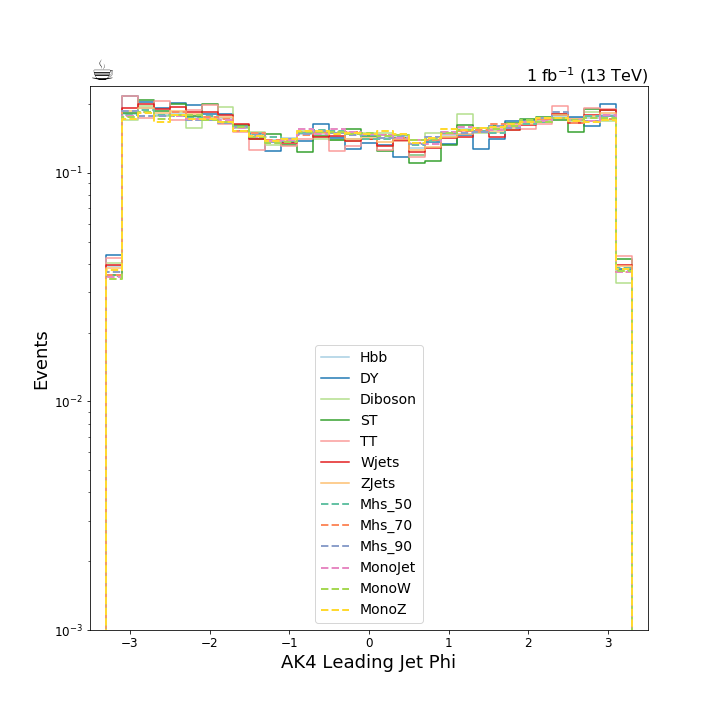 ☕
1 fb⁻¹ (13 TeV)
10⁻¹
10⁻²
10⁻³
Events
Hbb
DY
Diboson
ST
TT
Wjets
ZJets
Mhs_50
Mhs_70
Mhs_90
MonoJet
MonoW
MonoZ
−3 −2 −1 0 1 2 3
AK4 Leading Jet Phi